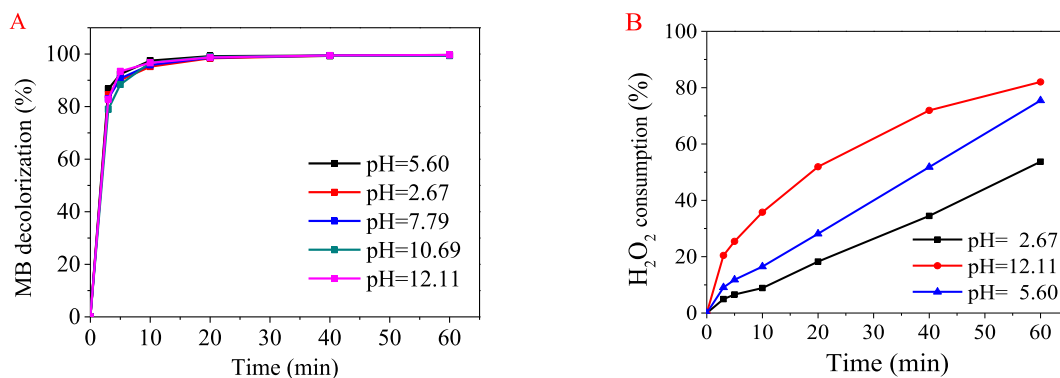 A
MB decolorization (%)
100
80
60
40
20
0
pH=5.60
pH=2.67
pH=7.79
pH=10.69
pH=12.11
0 10 20 30 40 50 60
Time (min)
B
H₂O₂ consumption (%)
100
80
60
40
20
0
pH= 2.67
pH=12.11
pH= 5.60
0 10 20 30 40 50 60
Time (min)